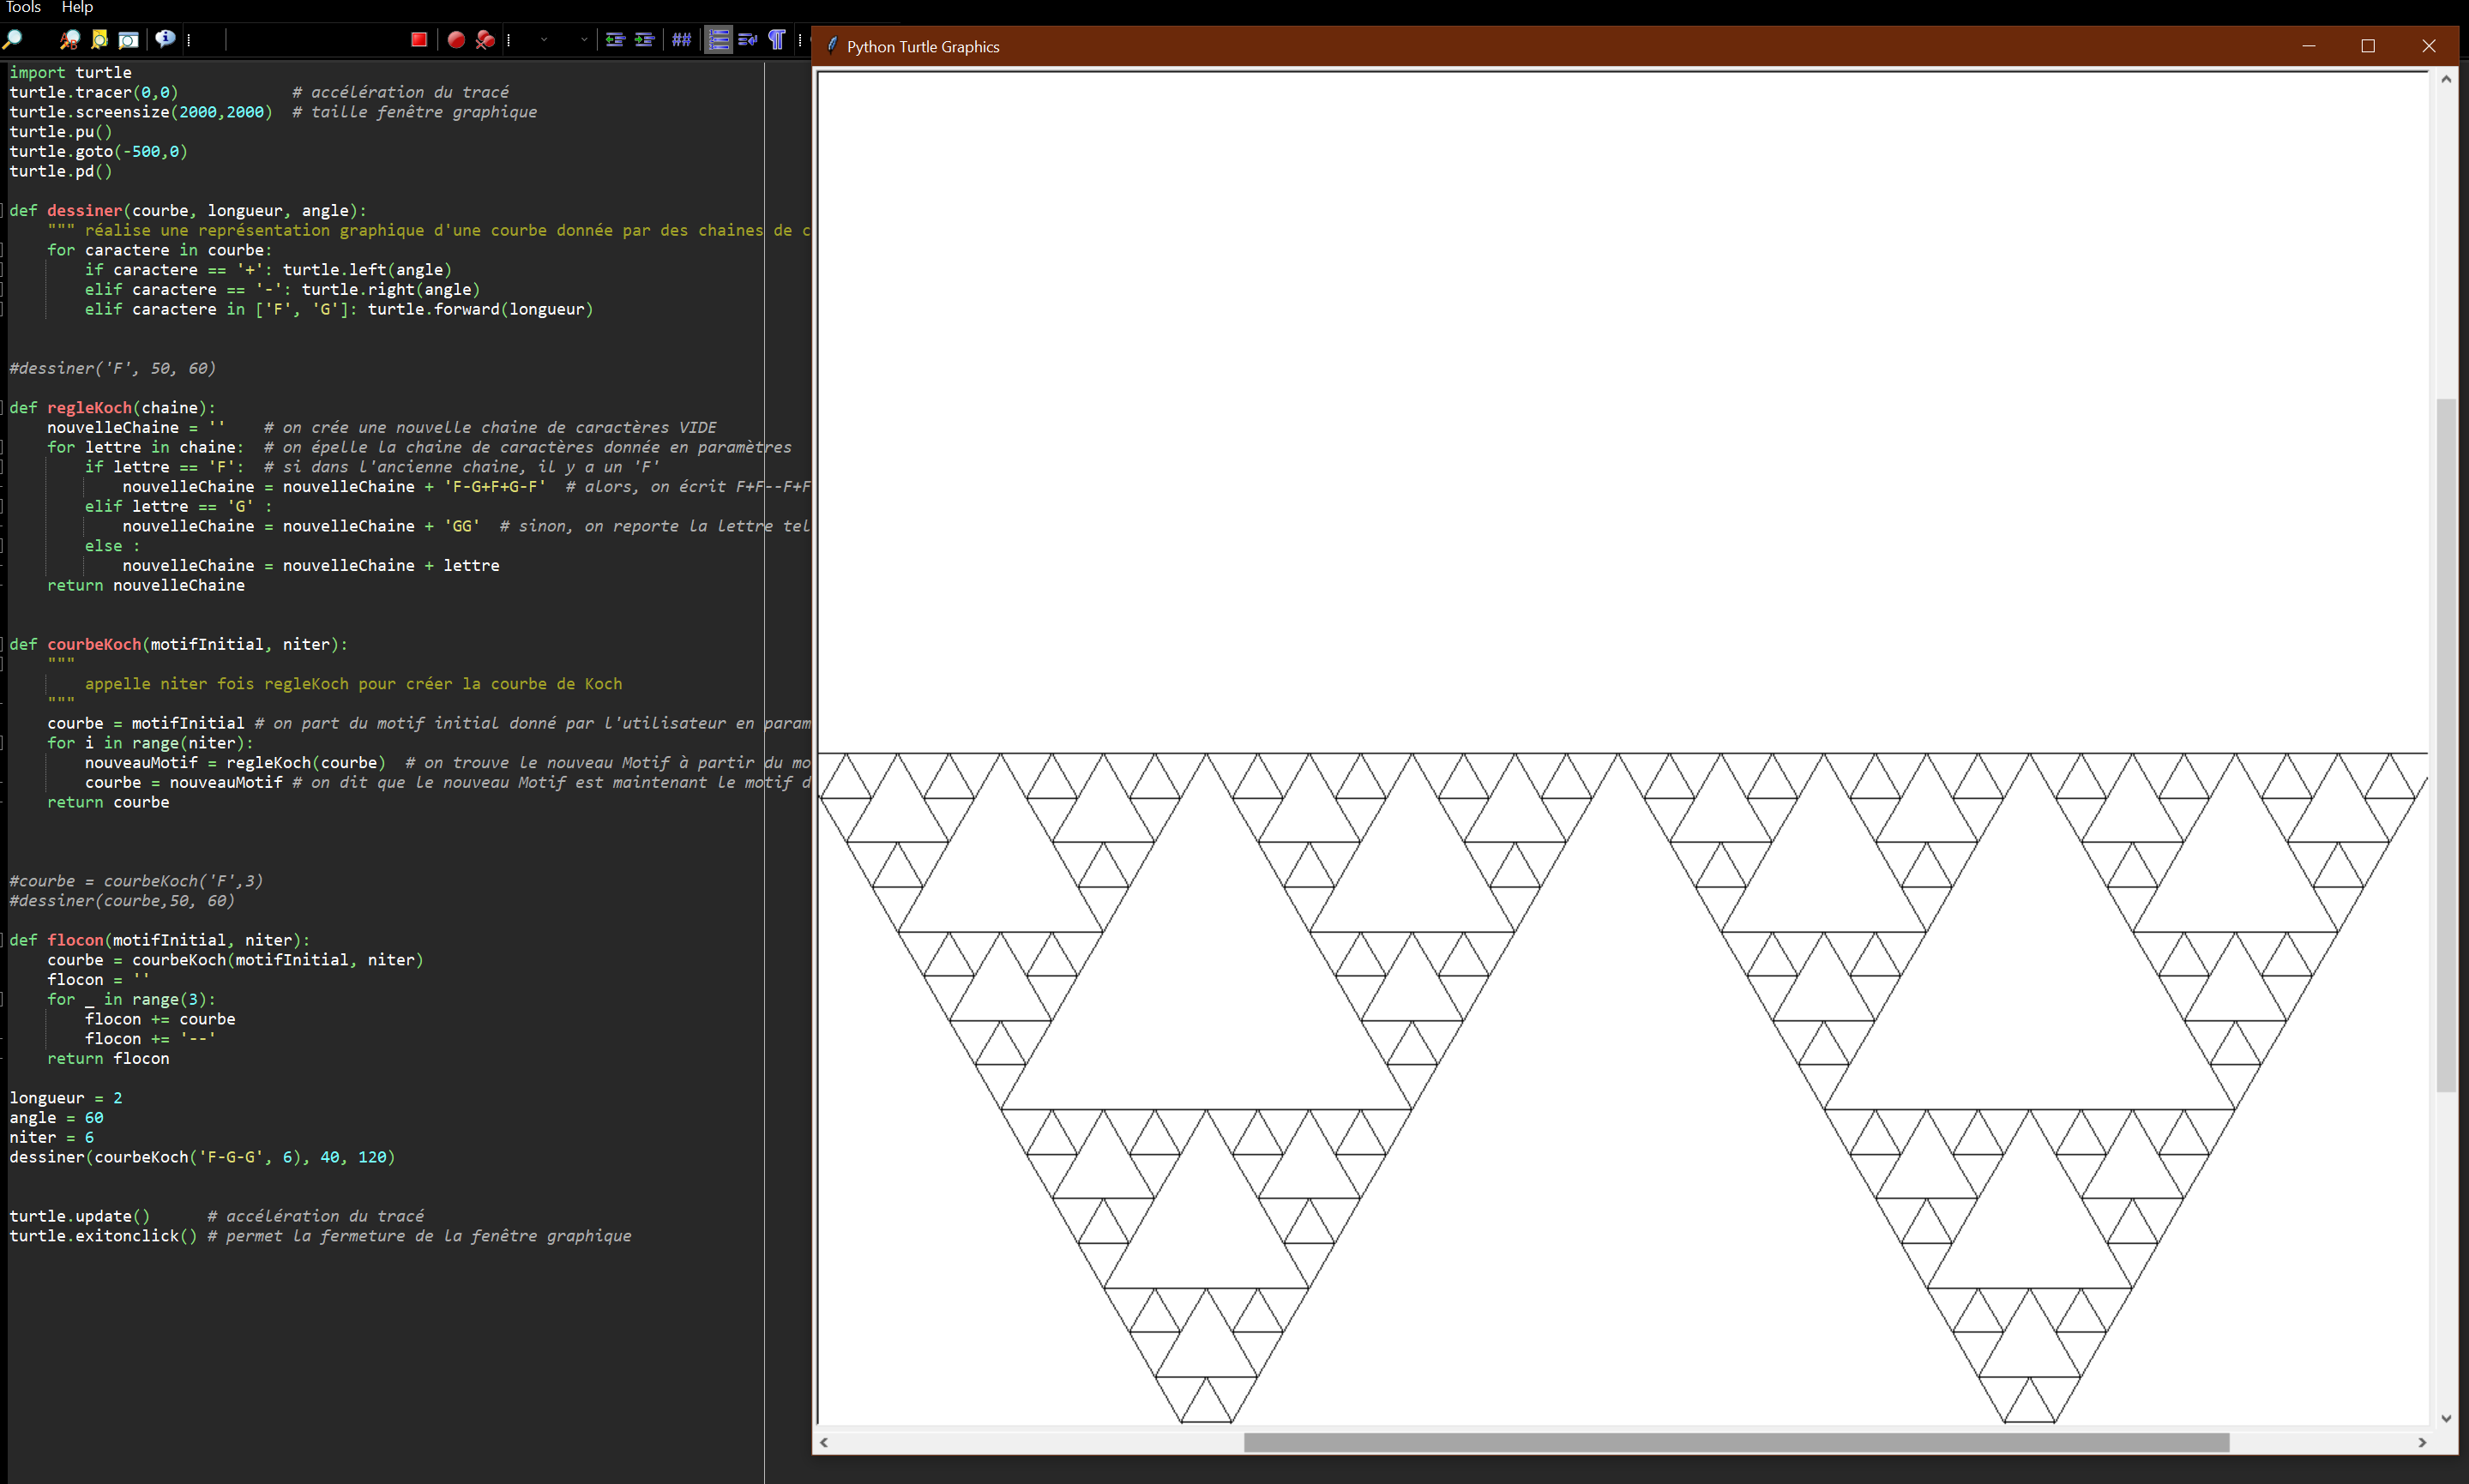 Tools Help
Python Turtle Graphics
import turtle
turtle.tracer(0,0)            # accélération du tracé
turtle.screensize(2000,2000)  # taille fenêtre graphique
turtle.pu()
turtle.goto(-500,0)
turtle.pd()
def dessiner(courbe, longueur, angle):
    """ réalise une représentation graphique d'une courbe donnée par des chaines de c
    for caractere in courbe:
        if caractere == '+': turtle.left(angle)
        elif caractere == '-': turtle.right(angle)
        elif caractere in ['F', 'G']: turtle.forward(longueur)
#dessiner('F', 50, 60)
def regleKoch(chaine):
    nouvelleChaine = ''    # on crée une nouvelle chaine de caractères VIDE
    for lettre in chaine:  # on épelle la chaine de caractères donnée en paramètres
        if lettre == 'F':  # si dans l'ancienne chaine, il y a un 'F'
            nouvelleChaine = nouvelleChaine + 'F-G+F+G-F'  # alors, on écrit F+F--F+F
        elif lettre == 'G' :
            nouvelleChaine = nouvelleChaine + 'GG'  # sinon, on reporte la lettre tel
        else :
            nouvelleChaine = nouvelleChaine + lettre
    return nouvelleChaine
def courbeKoch(motifInitial, niter):
    """
        appelle niter fois regleKoch pour créer la courbe de Koch
    """
    courbe = motifInitial # on part du motif initial donné par l'utilisateur en param
    for i in range(niter):
        nouveauMotif = regleKoch(courbe)  # on trouve le nouveau Motif à partir du mo
        courbe = nouveauMotif # on dit que le nouveau Motif est maintenant le motif d
    return courbe
#courbe = courbeKoch('F',3)
#dessiner(courbe,50, 60)
def flocon(motifInitial, niter):
    courbe = courbeKoch(motifInitial, niter)
    flocon = ''
    for _ in range(3):
        flocon += courbe
        flocon += '--'
    return flocon
longueur = 2
angle = 60
niter = 6
dessiner(courbeKoch('F-G-G', 6), 40, 120)
turtle.update()      # accélération du tracé
turtle.exitonclick() # permet la fermeture de la fenêtre graphique